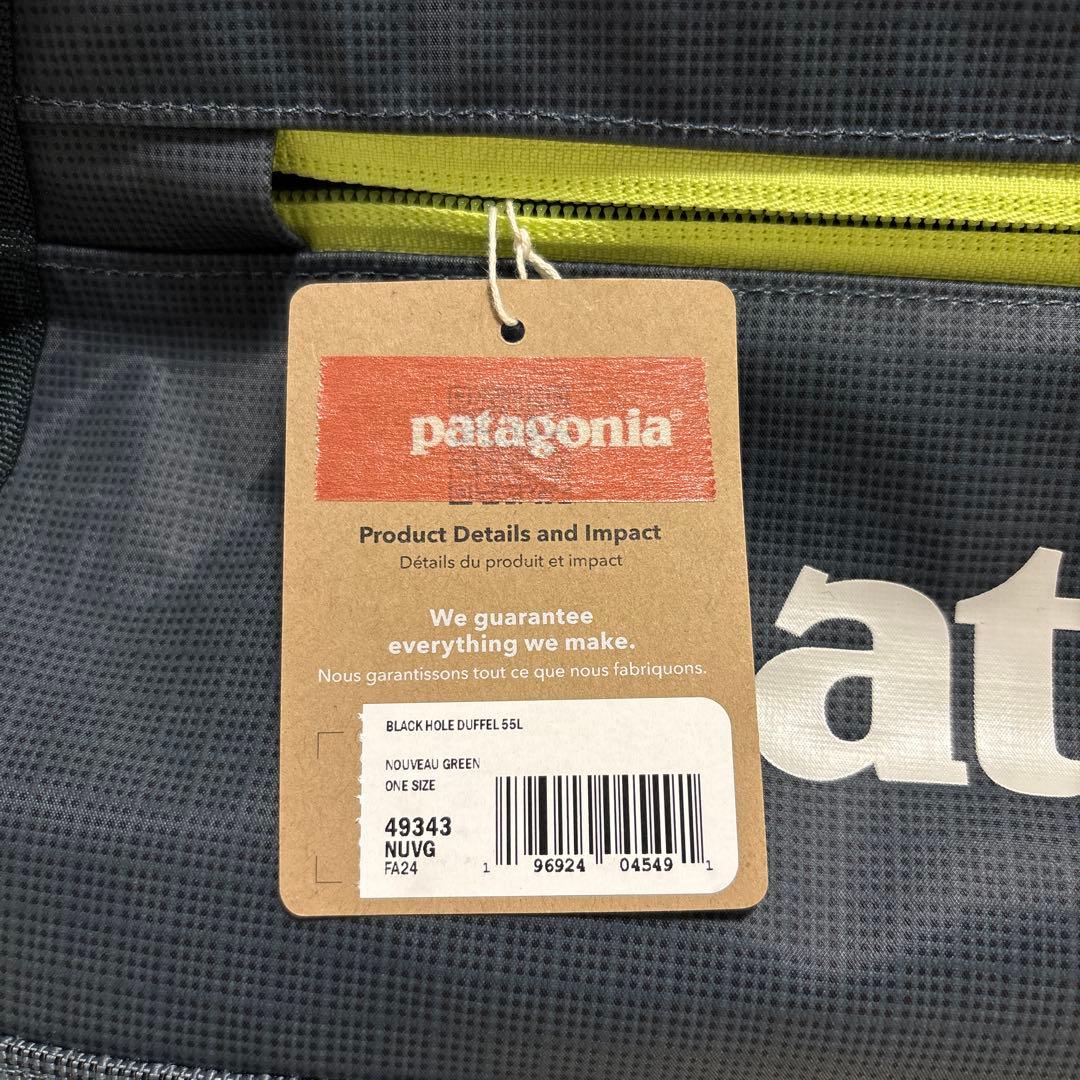 patagonia®
Product Details and Impact
Détails du produit et impact
We guarantee
everything we make.
Nous garantissons tout ce que nous fabriquons.
at
BLACK HOLE DUFFEL 55L
NOUVEAU GREEN
ONE SIZE
49343
NUVG
FA24
1 96924 04549 1